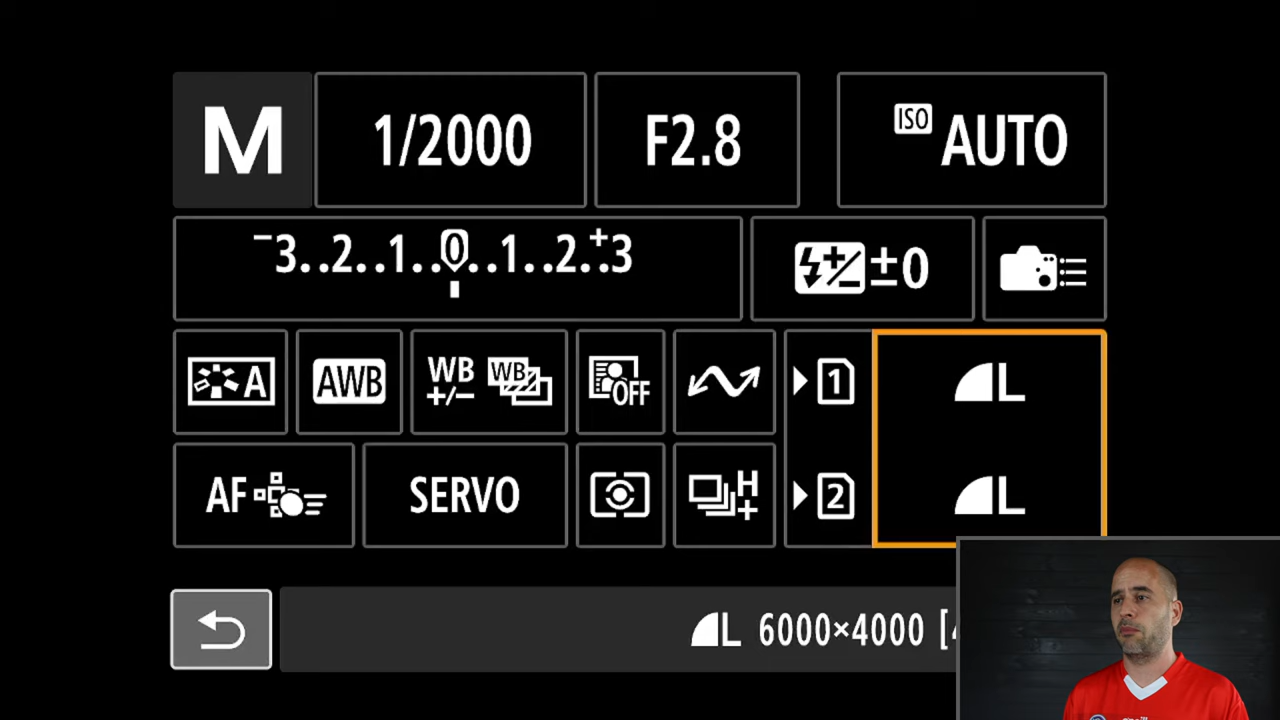 M 1/2000 F2.8 ISO AUTO
−3..2..1..0..1..2..+3 ±0
A AWB WB +/− WB OFF 1 L
AF SERVO H+ 2 L
L 6000×4000 [